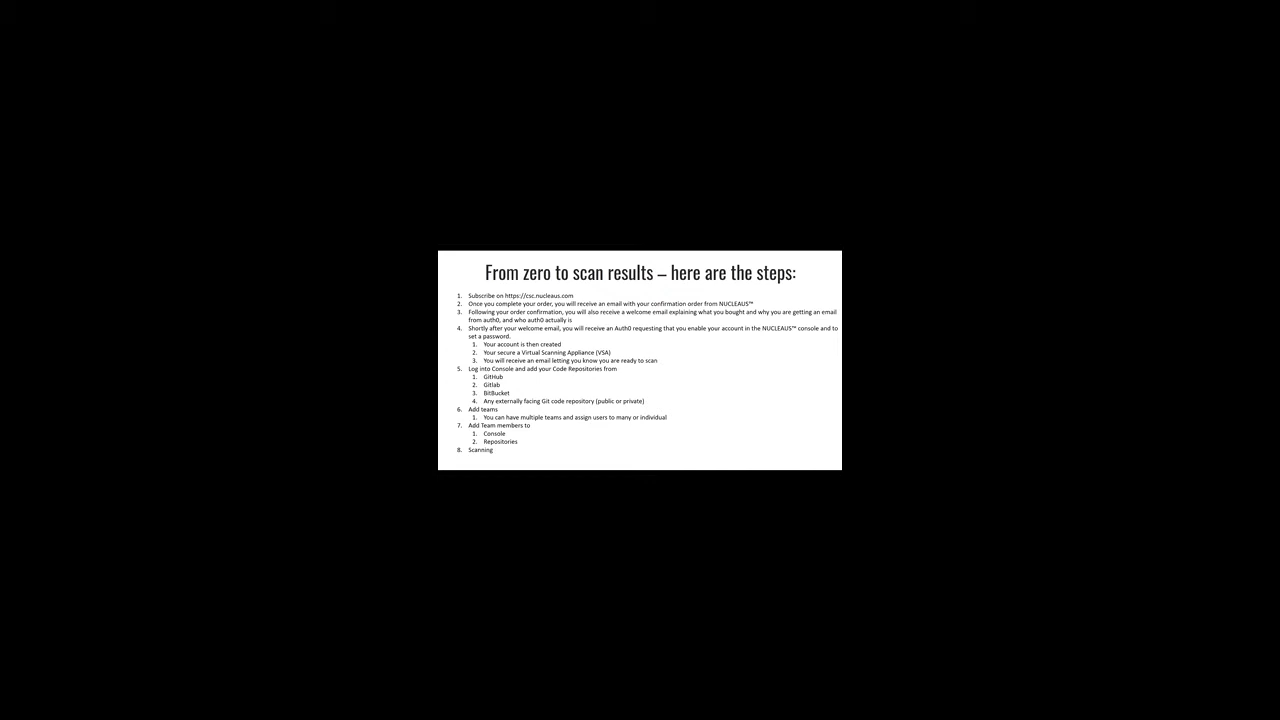 From zero to scan results – here are the steps:
1. Subscribe on https://csc.nucleaus.com
2. Once you complete your order, you will receive an email with your confirmation order from NUCLEAUS™
3. Following your order confirmation, you will also receive a welcome email explaining what you bought and why you are getting an email
from auth0, and who auth0 actually is
4. Shortly after your welcome email, you will receive an Auth0 requesting that you enable your account in the NUCLEAUS™ console and to
set a password.
1. Your account is then created
2. Your secure a Virtual Scanning Appliance (VSA)
3. You will receive an email letting you know you are ready to scan
5. Log into Console and add your Code Repositories from
1. GitHub
2. Gitlab
3. BitBucket
4. Any externally facing Git code repository (public or private)
6. Add teams
1. You can have multiple teams and assign users to many or individual
7. Add Team members to
1. Console
2. Repositories
8. Scanning